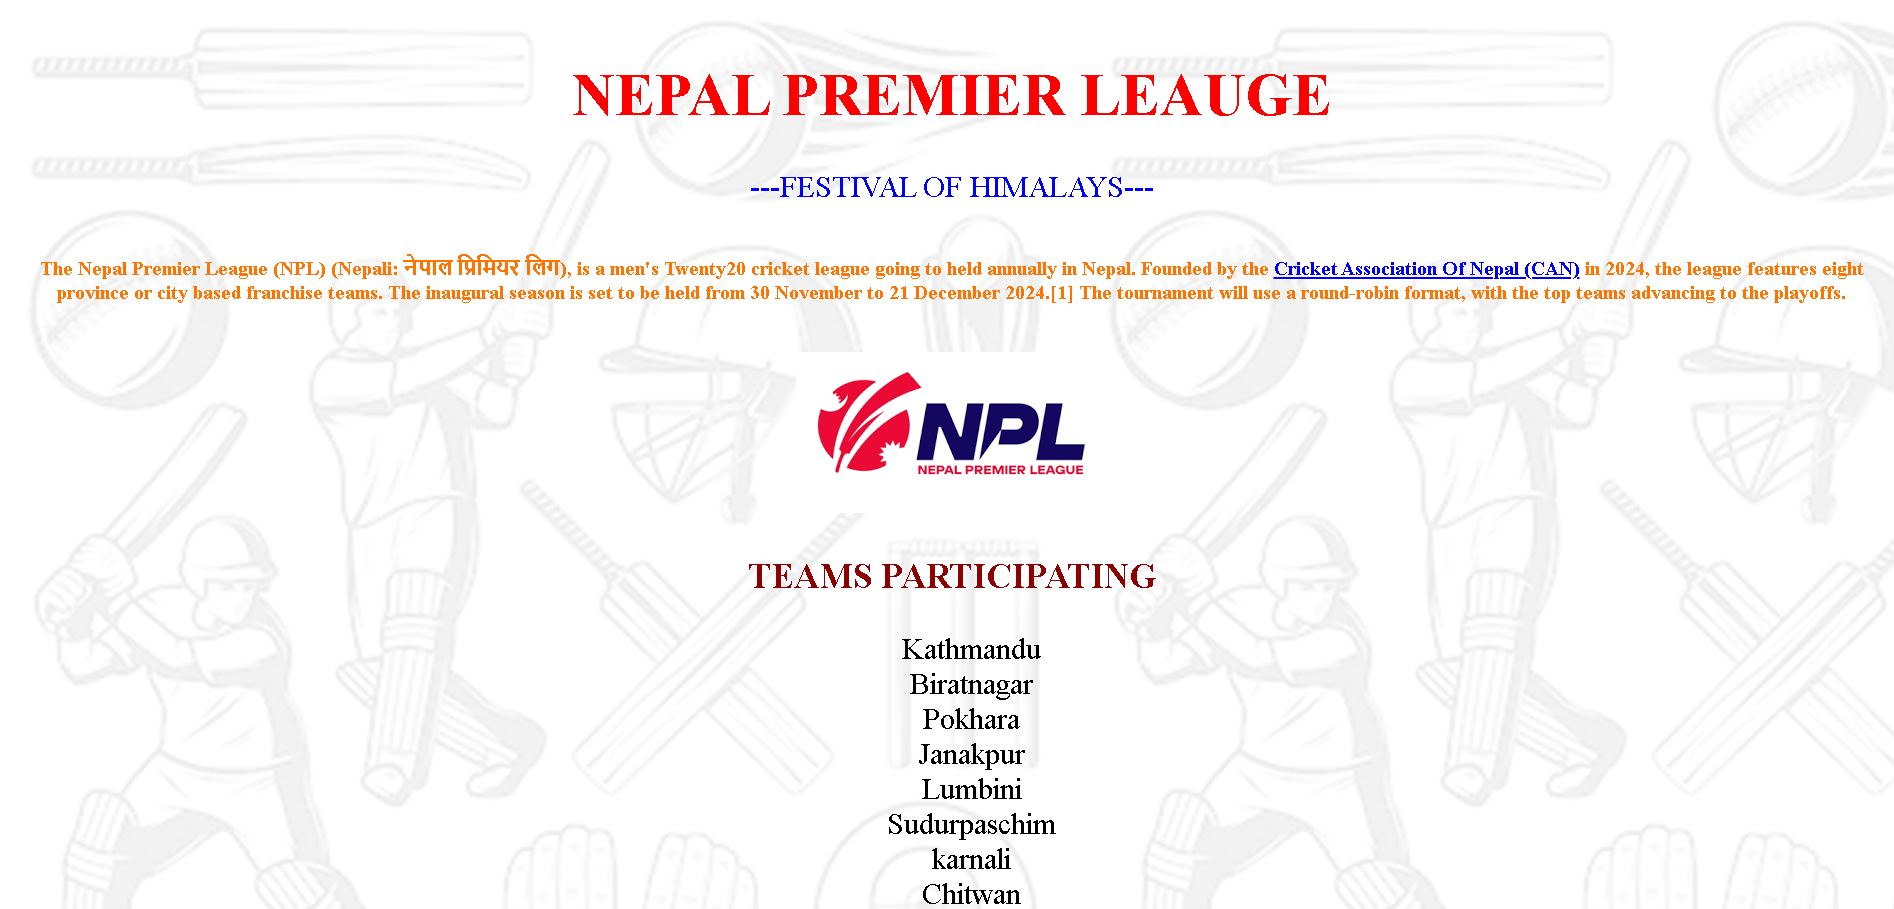 NEPAL PREMIER LEAUGE
---FESTIVAL OF HIMALAYS---
The Nepal Premier League (NPL) (Nepali: नेपाल प्रिमियर लिग), is a men's Twenty20 cricket league going to held annually in Nepal. Founded by the Cricket Association Of Nepal (CAN) in 2024, the league features eight
province or city based franchise teams. The inaugural season is set to be held from 30 November to 21 December 2024.[1] The tournament will use a round-robin format, with the top teams advancing to the playoffs.
NPL
NEPAL PREMIER LEAGUE
TEAMS PARTICIPATING
Kathmandu
Biratnagar
Pokhara
Janakpur
Lumbini
Sudurpaschim
karnali
Chitwan